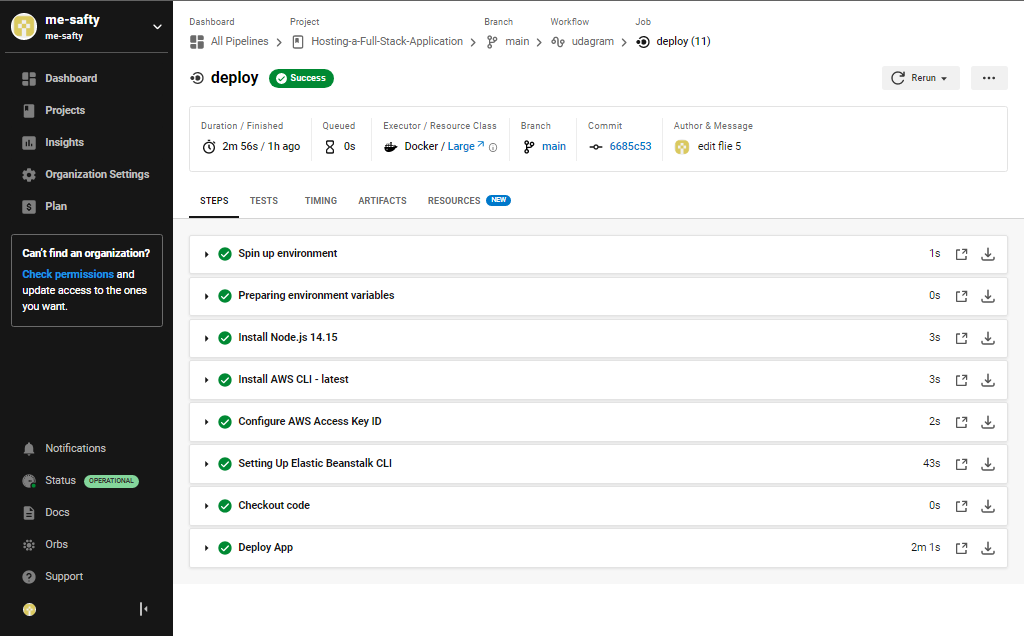 me-safty
me-safty
Dashboard
Projects
Insights
Organization Settings
Plan
Can't find an organization?
Check permissions and
update access to the ones
you want.
Notifications
Status OPERATIONAL
Docs
Orbs
Support
Dashboard Project Branch Workflow Job
All Pipelines Hosting-a-Full-Stack-Application main udagram deploy (11)
deploy Success
Rerun
Duration / Finished Queued Executor / Resource Class Branch Commit Author & Message
2m 56s / 1h ago 0s Docker / Large main 6685c53 edit flie 5
STEPS TESTS TIMING ARTIFACTS RESOURCES NEW
Spin up environment 1s
Preparing environment variables 0s
Install Node.js 14.15 3s
Install AWS CLI - latest 3s
Configure AWS Access Key ID 2s
Setting Up Elastic Beanstalk CLI 43s
Checkout code 0s
Deploy App 2m 1s